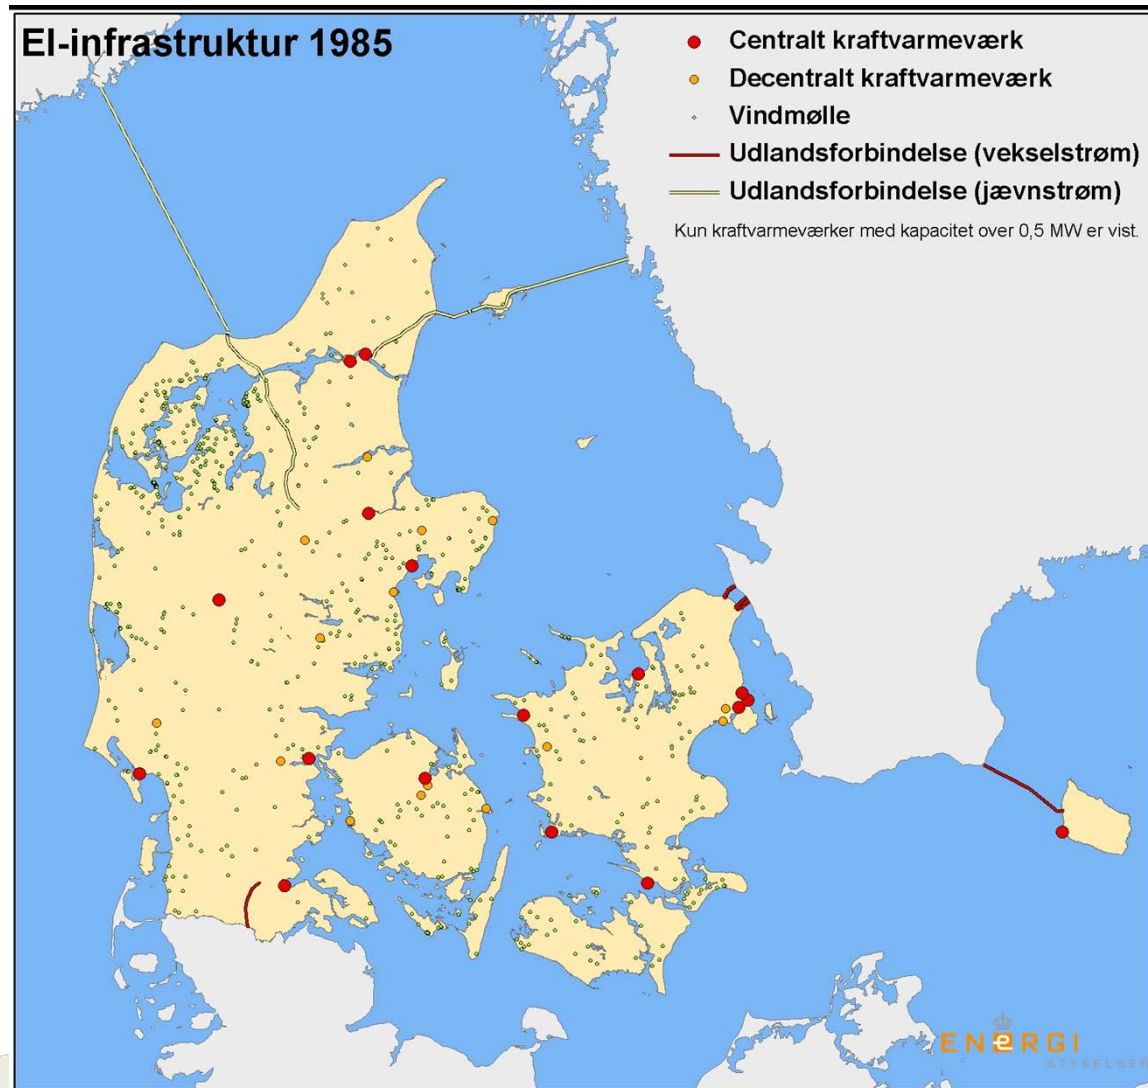 El-infrastruktur 1985
Centralt kraftvarmeværk
Decentralt kraftvarmeværk
Vindmølle
Udlandsforbindelse (vekselstrøm)
Udlandsforbindelse (jævnstrøm)
Kun kraftvarmeværker med kapacitet over 0,5 MW er vist.
ENERGI
STYRELSEN